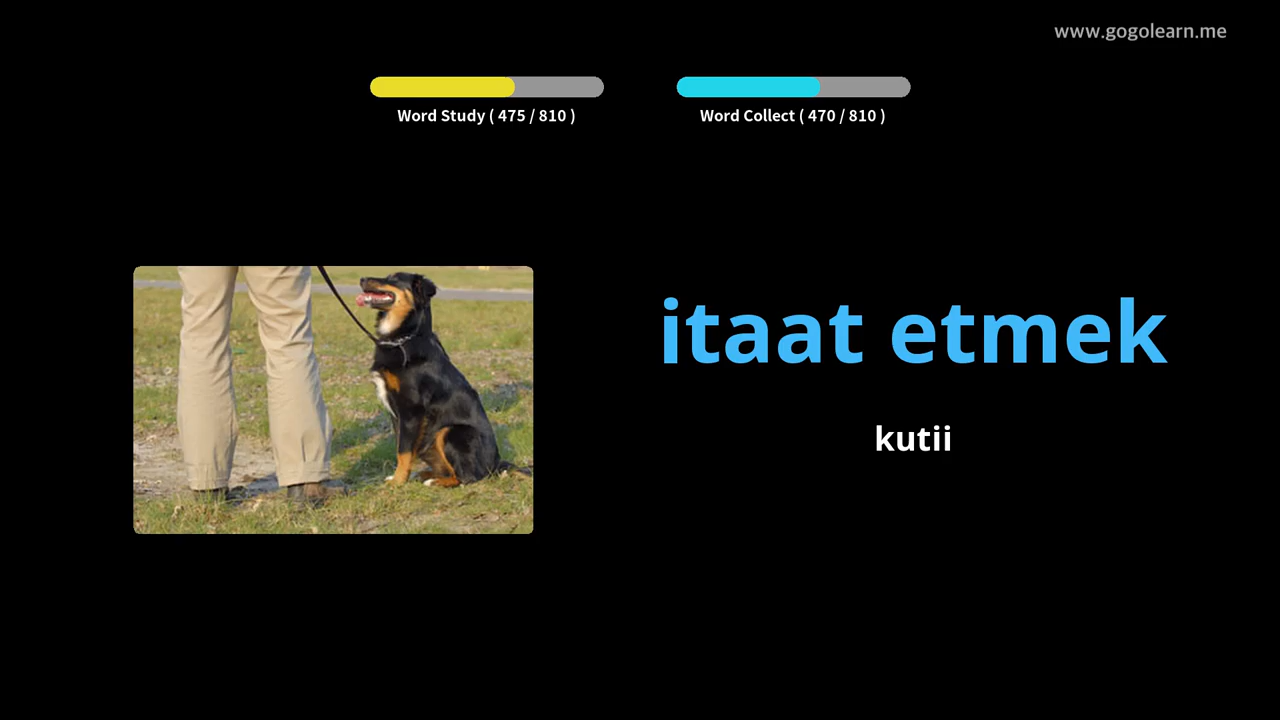 www.gogolearn.me
Word Study ( 475 / 810 )
Word Collect ( 470 / 810 )
itaat etmek
kutii